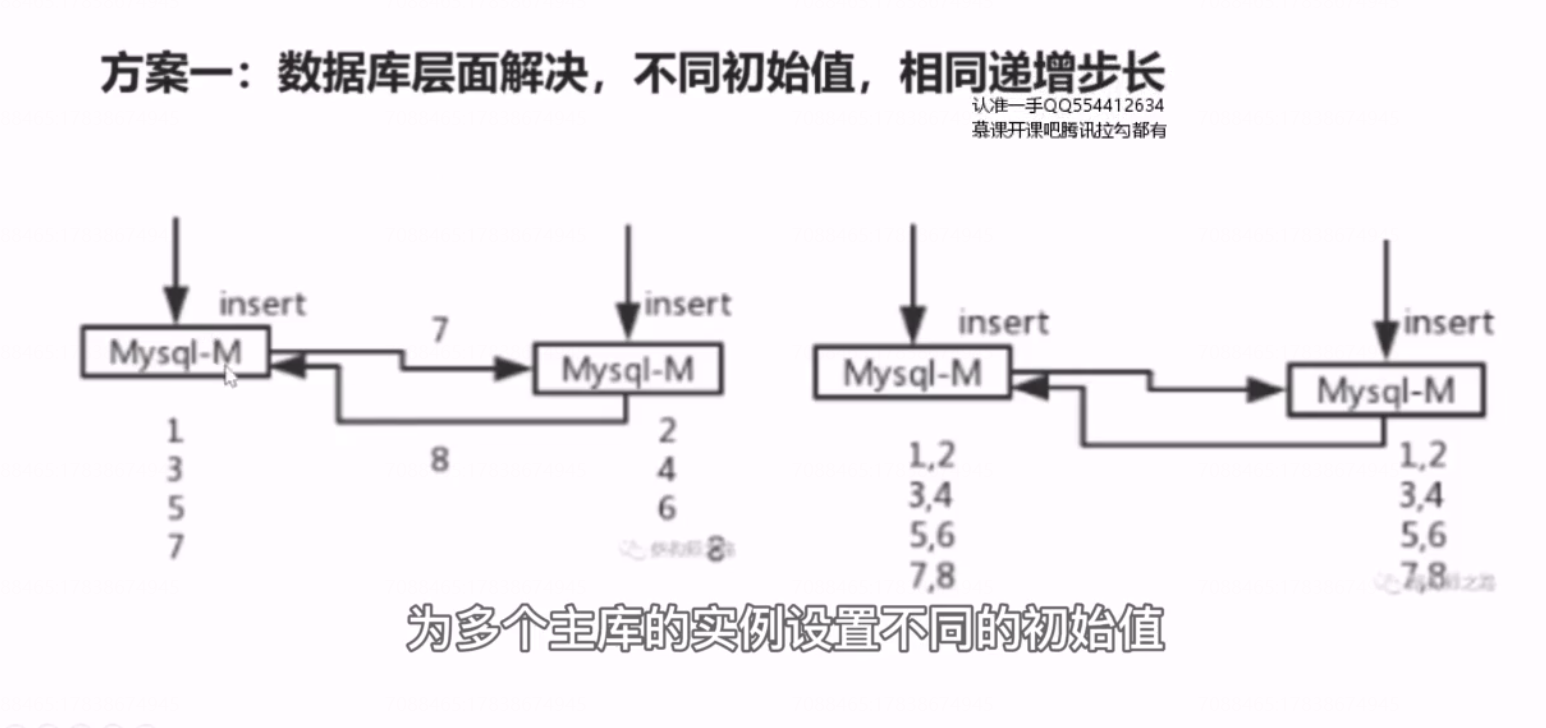 方案一：数据库层面解决，不同初始值，相同递增步长
认准一手QQ554412634
慕课开课吧腾讯拉勾都有
insert
insert
insert
insert
7
Mysql-M
Mysql-M
Mysql-M
Mysql-M
8
1
3
5
7
2
4
6
8
1,2
3,4
5,6
7,8
1,2
3,4
5,6
7,8
为多个主库的实例设置不同的初始值